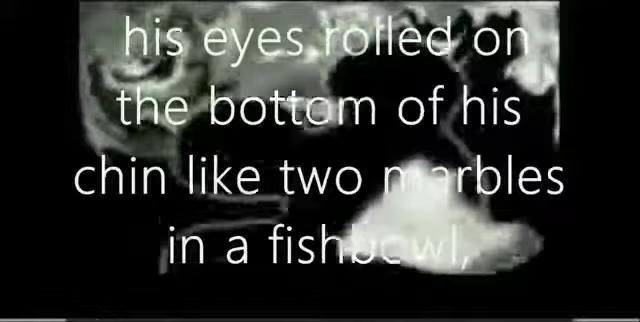 his eyes rolled on
the bottom of his
chin like two marbles
in a fishbowl,